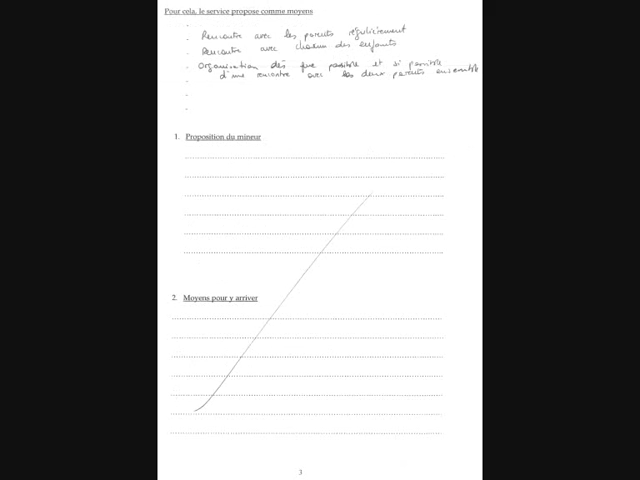 Pour cela, le service propose comme moyens
- Rencontre avec les parents régulièrement
- Rencontre avec chacun des enfants
- Organisation dès que possible et si possible
d'une rencontre avec les deux parents ensemble
-
-
1. Proposition du mineur
2. Moyens pour y arriver
3